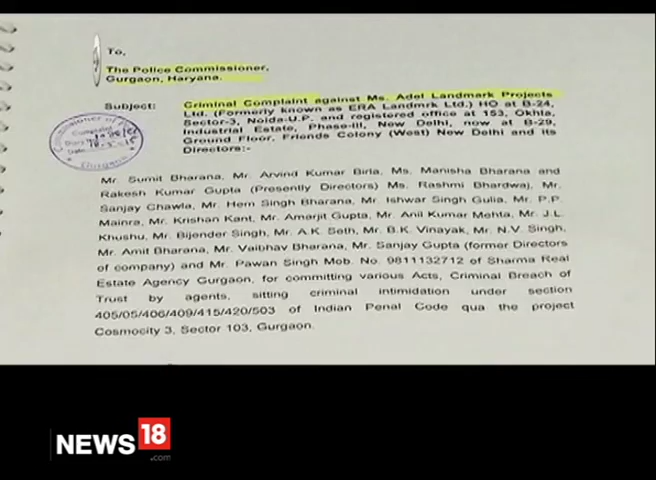 To,
The Police Commissioner,
Gurgaon, Haryana.
Subject: Criminal Complaint against Ms. Adel Landmark Projects
Ltd. (Formerly known as ERA Landmrk Ltd.) HO at B-24,
Sector-3, Noida-U.P. and registered office at 153, Okhla,
Industrial Estate, Phase-III, New Delhi, now at B-29,
Ground Floor, Friends Colony (West) New Delhi and its
Directors:-
Mr. Sumit Bharana, Mr. Arvind Kumar Birla, Ms. Manisha Bharana and
Rakesh Kumar Gupta (Presently Directors) Ms. Rashmi Bhardwaj, Mr.
Sanjay Chawla, Mr. Hem Singh Bharana, Mr. Ishwar Singh Gulia, Mr. P.P.
Mainra, Mr. Krishan Kant, Mr. Amarjit Gupta, Mr. Anil Kumar Mehta, Mr. J.L.
Khushu, Mr. Bijender Singh, Mr. A.K. Seth, Mr. B.K. Vinayak, Mr. N.V. Singh,
Mr. Amit Bharana, Mr. Vaibhav Bharana, Mr. Sanjay Gupta (former Directors
of company) and Mr. Pawan Singh Mob. No. 9811132712 of Sharma Real
Estate Agency Gurgaon, for committing various Acts, Criminal Breach of
Trust by agents, sitting criminal intimidation under section
405/05/406/409/415/420/503 of Indian Penal Code qua the project
Cosmocity 3, Sector 103, Gurgaon.
NEWS 18
.com